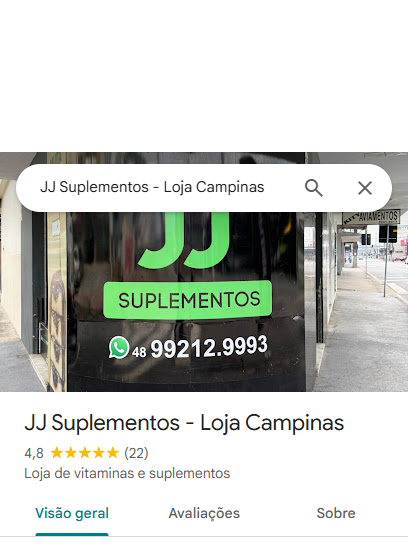 JJ Suplementos - Loja Campinas
KITY AVIAMENTOS
JJ
SUPLEMENTOS
48 99212.9993
JJ Suplementos - Loja Campinas
4,8 (22)
Loja de vitaminas e suplementos
Visão geral Avaliações Sobre